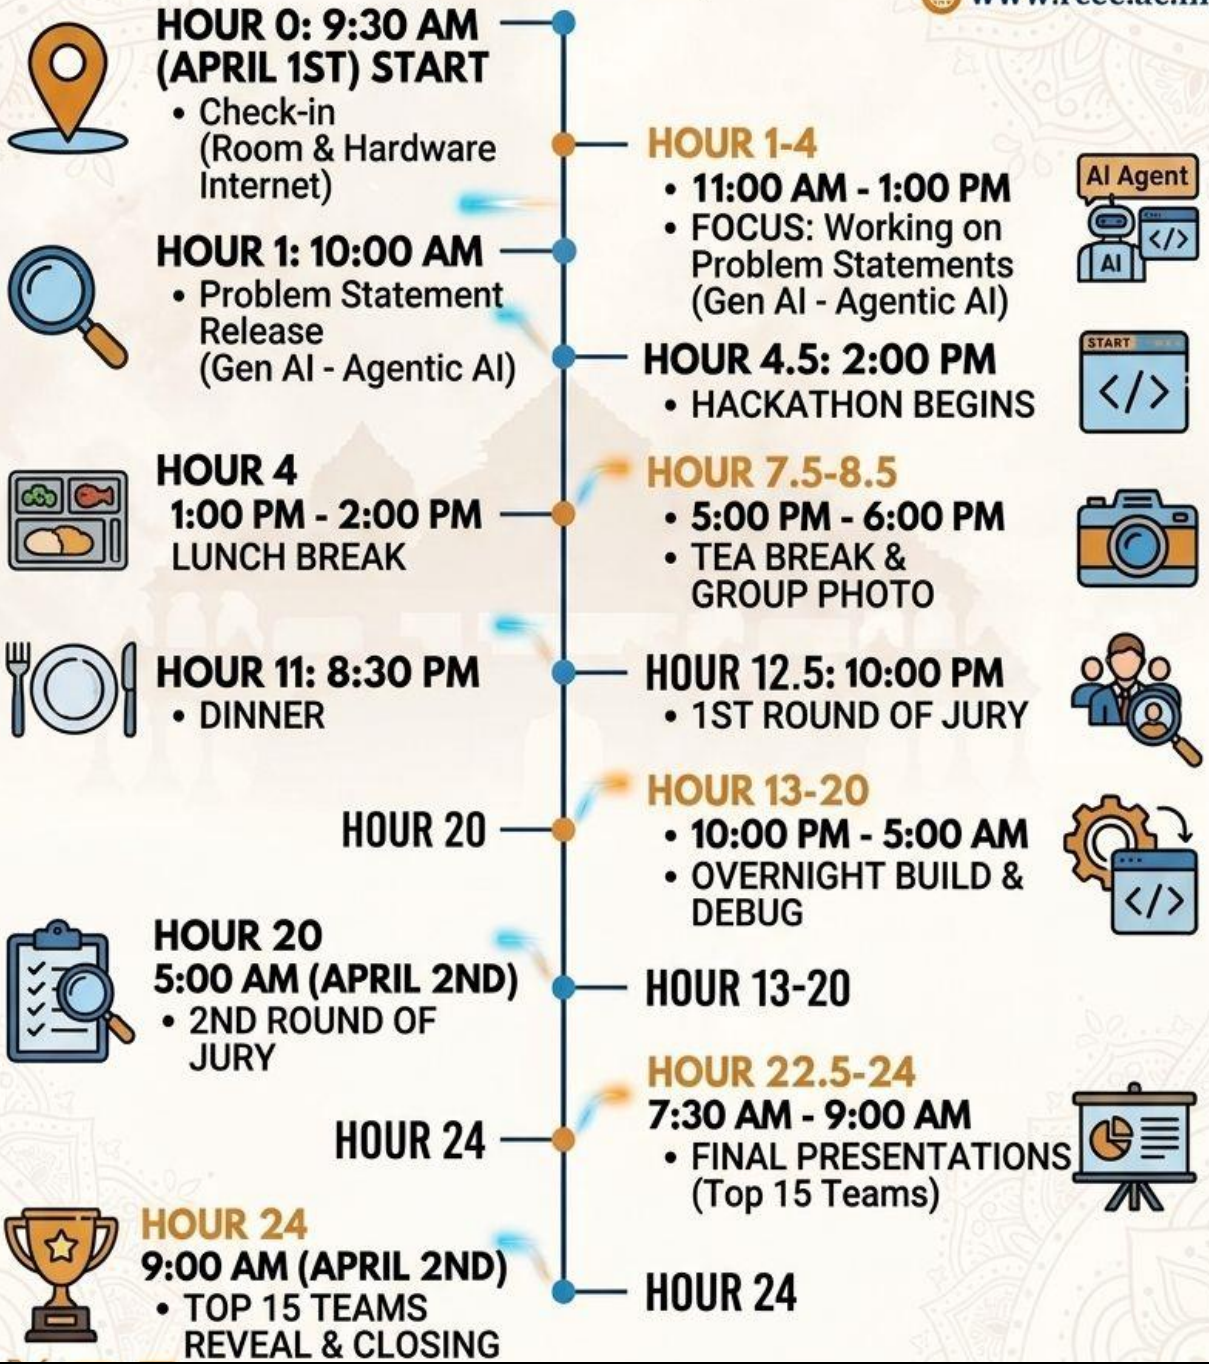 HOUR 0: 9:30 AM
(APRIL 1ST) START
• Check-in
(Room & Hardware
Internet)
HOUR 1-4
• 11:00 AM - 1:00 PM
• FOCUS: Working on
Problem Statements
(Gen AI - Agentic AI)
AI Agent
</>
AI
HOUR 1: 10:00 AM
• Problem Statement
Release
(Gen AI - Agentic AI)
HOUR 4.5: 2:00 PM
• HACKATHON BEGINS
START
</>
HOUR 4
1:00 PM - 2:00 PM
LUNCH BREAK
HOUR 7.5-8.5
• 5:00 PM - 6:00 PM
• TEA BREAK &
GROUP PHOTO
HOUR 11: 8:30 PM
• DINNER
HOUR 12.5: 10:00 PM
• 1ST ROUND OF JURY
HOUR 20
HOUR 13-20
• 10:00 PM - 5:00 AM
• OVERNIGHT BUILD &
DEBUG
</>
HOUR 20
5:00 AM (APRIL 2ND)
• 2ND ROUND OF
JURY
HOUR 13-20
HOUR 22.5-24
7:30 AM - 9:00 AM
• FINAL PRESENTATIONS
(Top 15 Teams)
HOUR 24
HOUR 24
9:00 AM (APRIL 2ND)
• TOP 15 TEAMS
REVEAL & CLOSING
HOUR 24